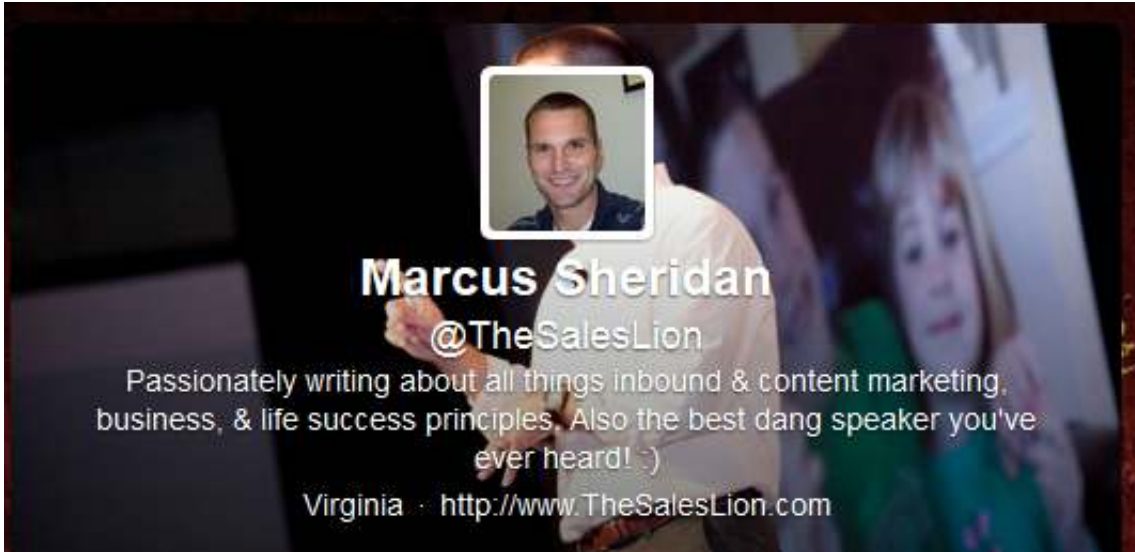 Marcus Sheridan
@TheSalesLion
Passionately writing about all things inbound & content marketing,
business, & life success principles. Also the best dang speaker you've
ever heard! :)
Virginia · http://www.TheSalesLion.com